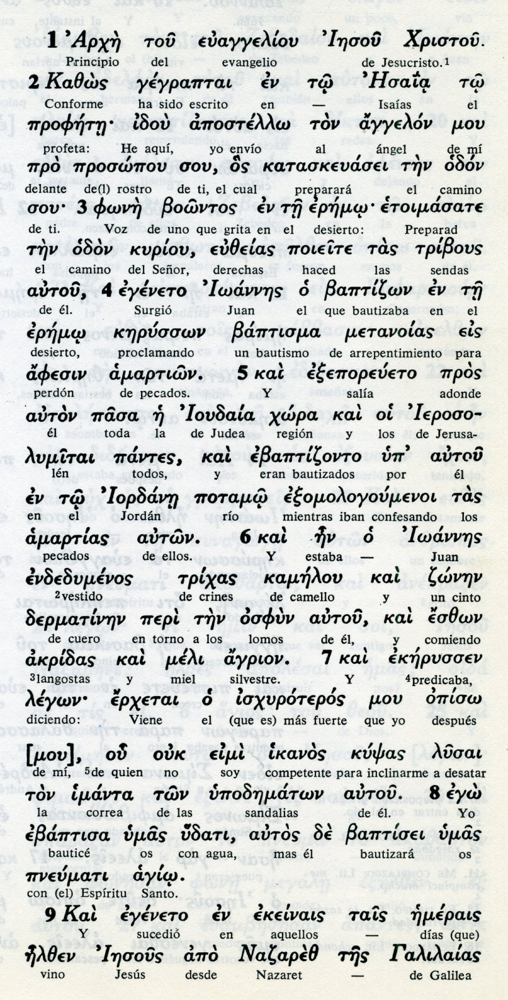 1 Ἀρχὴ τοῦ εὐαγγελίου Ἰησοῦ Χριστοῦ.
Principio del evangelio de Jesucristo.¹
2 Καθὼς γέγραπται ἐν τῷ Ἠσαΐᾳ τῷ
Conforme ha sido escrito en — Isaías el
προφήτῃ· ἰδοὺ ἀποστέλλω τὸν ἄγγελόν μου
profeta: He aquí, yo envío al ángel de mí
πρὸ προσώπου σου, ὃς κατασκευάσει τὴν ὁδόν
delante de(l) rostro de ti, el cual preparará el camino
σου· 3 φωνὴ βοῶντος ἐν τῇ ἐρήμῳ· ἑτοιμάσατε
de ti. Voz de uno que grita en el desierto: Preparad
τὴν ὁδὸν κυρίου, εὐθείας ποιεῖτε τὰς τρίβους
el camino del Señor, derechas haced las sendas
αὐτοῦ, 4 ἐγένετο Ἰωάννης ὁ βαπτίζων ἐν τῇ
de él. Surgió Juan el que bautizaba en el
ἐρήμῳ κηρύσσων βάπτισμα μετανοίας εἰς
desierto, proclamando un bautismo de arrepentimiento para
ἄφεσιν ἁμαρτιῶν. 5 καὶ ἐξεπορεύετο πρὸς
perdón de pecados. Y salía adonde
αὐτὸν πᾶσα ἡ Ἰουδαία χώρα καὶ οἱ Ἱεροσο-
él toda la de Judea región y los de Jerusa-
λυμῖται πάντες, καὶ ἐβαπτίζοντο ὑπ’ αὐτοῦ
lén todos, y eran bautizados por él
ἐν τῷ Ἰορδάνῃ ποταμῷ ἐξομολογούμενοι τὰς
en el Jordán río mientras iban confesando los
ἁμαρτίας αὐτῶν. 6 καὶ ἦν ὁ Ἰωάννης
pecados de ellos. Y estaba — Juan
ἐνδεδυμένος τρίχας καμήλου καὶ ζώνην
²vestido de crines de camello y un cinto
δερματίνην περὶ τὴν ὀσφὺν αὐτοῦ, καὶ ἔσθων
de cuero en torno a los lomos de él, y comiendo
ἀκρίδας καὶ μέλι ἄγριον. 7 καὶ ἐκήρυσσεν
³langostas y miel silvestre. Y ⁴predicaba,
λέγων· ἔρχεται ὁ ἰσχυρότερός μου ὀπίσω
diciendo: Viene el (que es) más fuerte que yo después
[μου], οὗ οὐκ εἰμὶ ἱκανὸς κύψας λῦσαι
de mí, ⁵de quien no soy competente para inclinarme a desatar
τὸν ἱμάντα τῶν ὑποδημάτων αὐτοῦ. 8 ἐγὼ
la correa de las sandalias de él. Yo
ἐβάπτισα ὑμᾶς ὕδατι, αὐτὸς δὲ βαπτίσει ὑμᾶς
bauticé os con agua, mas él bautizará os
πνεύματι ἁγίῳ.
con (el) Espíritu Santo.
9 Καὶ ἐγένετο ἐν ἐκείναις ταῖς ἡμέραις
Y sucedió en aquellos — días (que)
ἦλθεν Ἰησοῦς ἀπὸ Ναζαρὲθ τῆς Γαλιλαίας
vino Jesús desde Nazaret — de Galilea